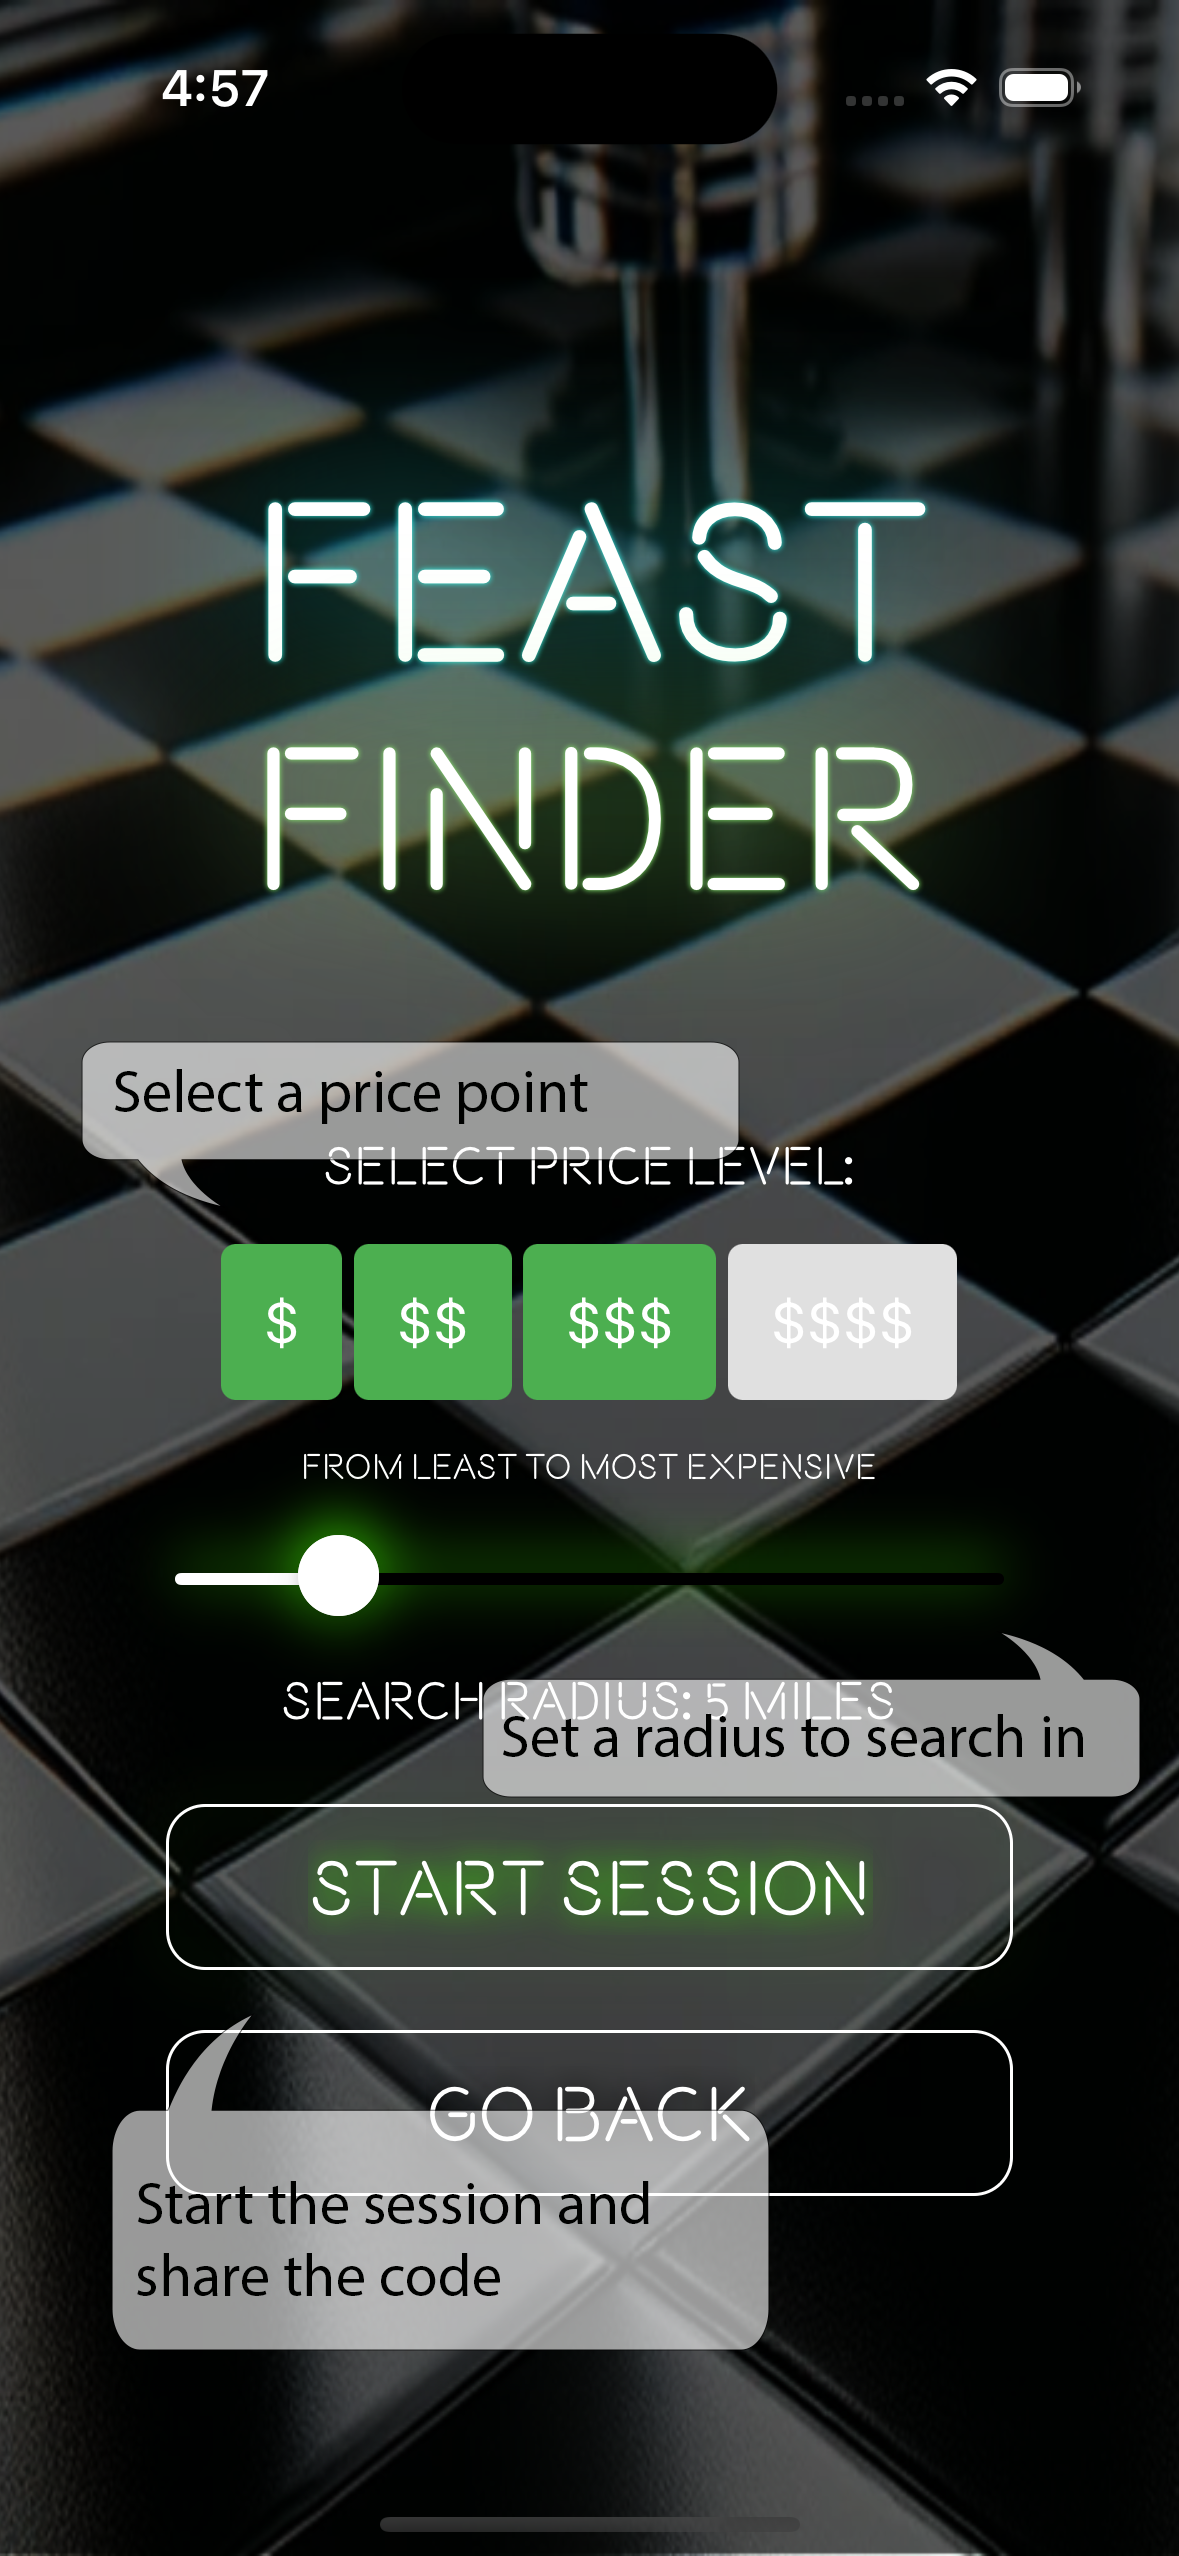 4:57
FEAST
FINDER
Select a price point
SELECT PRICE LEVEL:
$ $$ $$$ $$$$
FROM LEAST TO MOST EXPENSIVE
SEARCH RADIUS: 5 MILES
Set a radius to search in
START SESSION
GO BACK
Start the session and
share the code